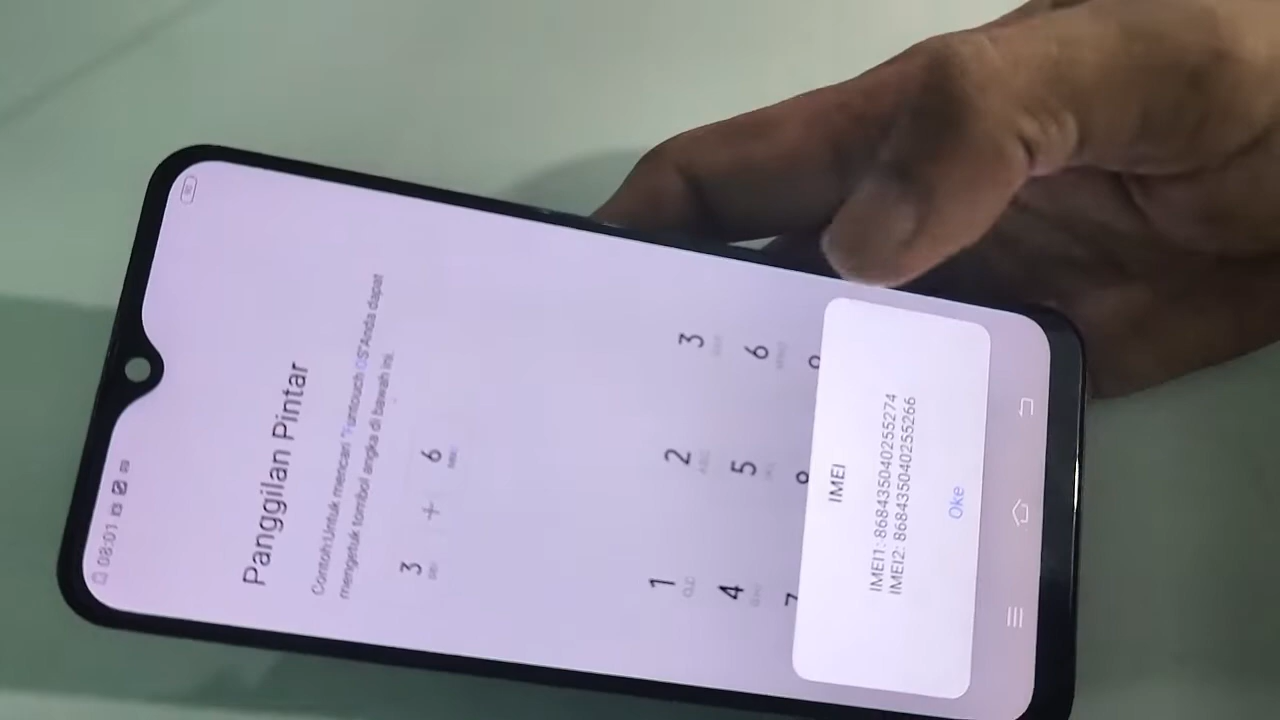 08:01
Panggilan Pintar
Contoh:Untuk mencari "Funtouch OS"Anda dapat
mengetuk tombol angka di bawah ini.
3 + 6
1 2 3
4 5 6
7
IMEI
IMEI1: 868435040255274
IMEI2: 868435040255266
Oke